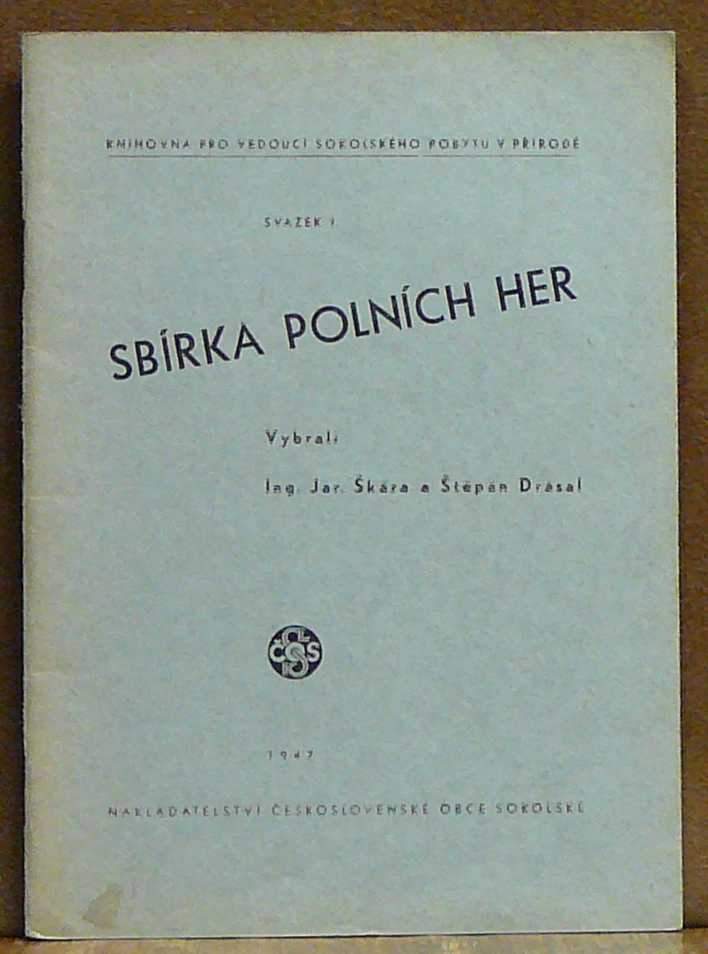 KNIHOVNA PRO VEDOUCÍ SOKOLSKÉHO POBYTU V PŘÍRODĚ
SVAZEK I
SBÍRKA POLNÍCH HER
Vybrali
Ing. Jar. Škára a Štěpán Drásal
ČOS
1947
NAKLADATELSTVÍ ČESKOSLOVENSKÉ OBCE SOKOLSKÉ